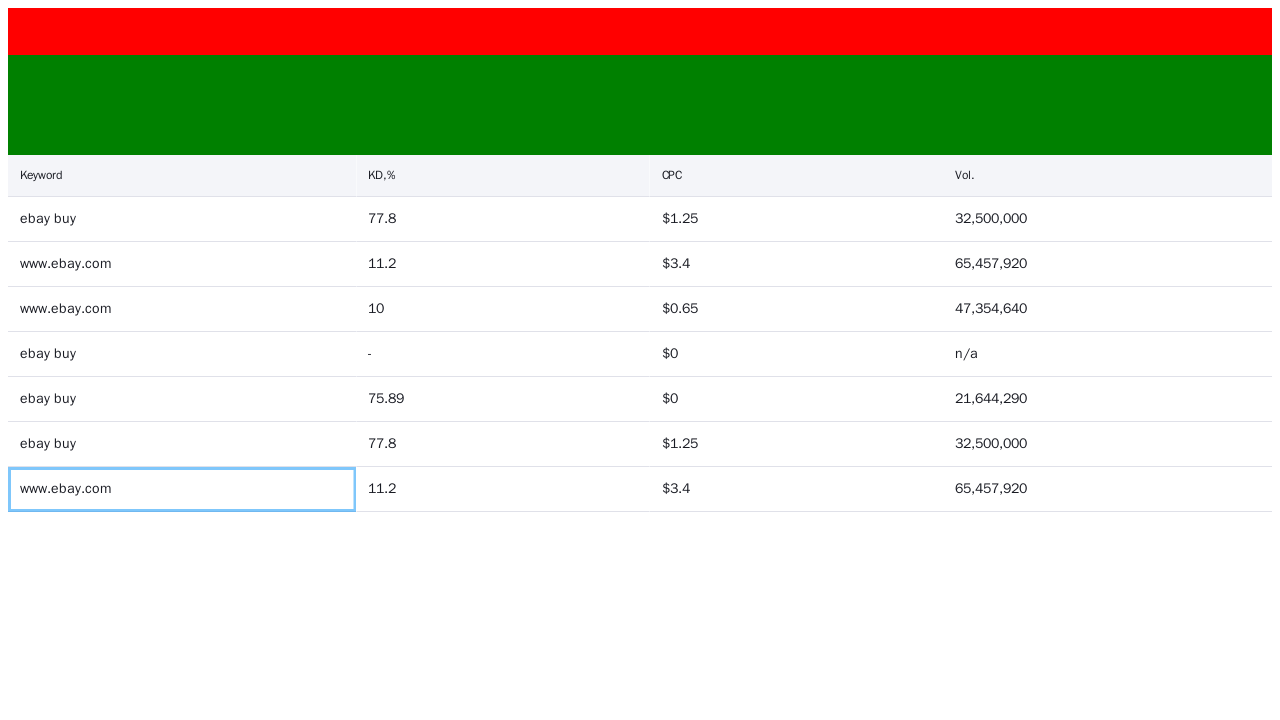 Keyword KD,% CPC Vol.
ebay buy 77.8 $1.25 32,500,000
www.ebay.com 11.2 $3.4 65,457,920
www.ebay.com 10 $0.65 47,354,640
ebay buy - $0 n/a
ebay buy 75.89 $0 21,644,290
ebay buy 77.8 $1.25 32,500,000
www.ebay.com 11.2 $3.4 65,457,920